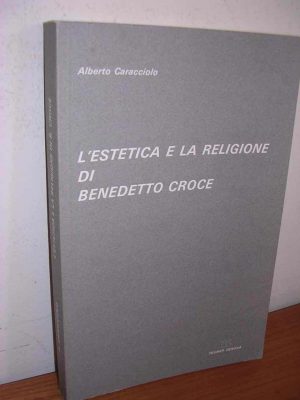 Alberto Caracciolo
L'ESTETICA E LA RELIGIONE
DI
BENEDETTO CROCE